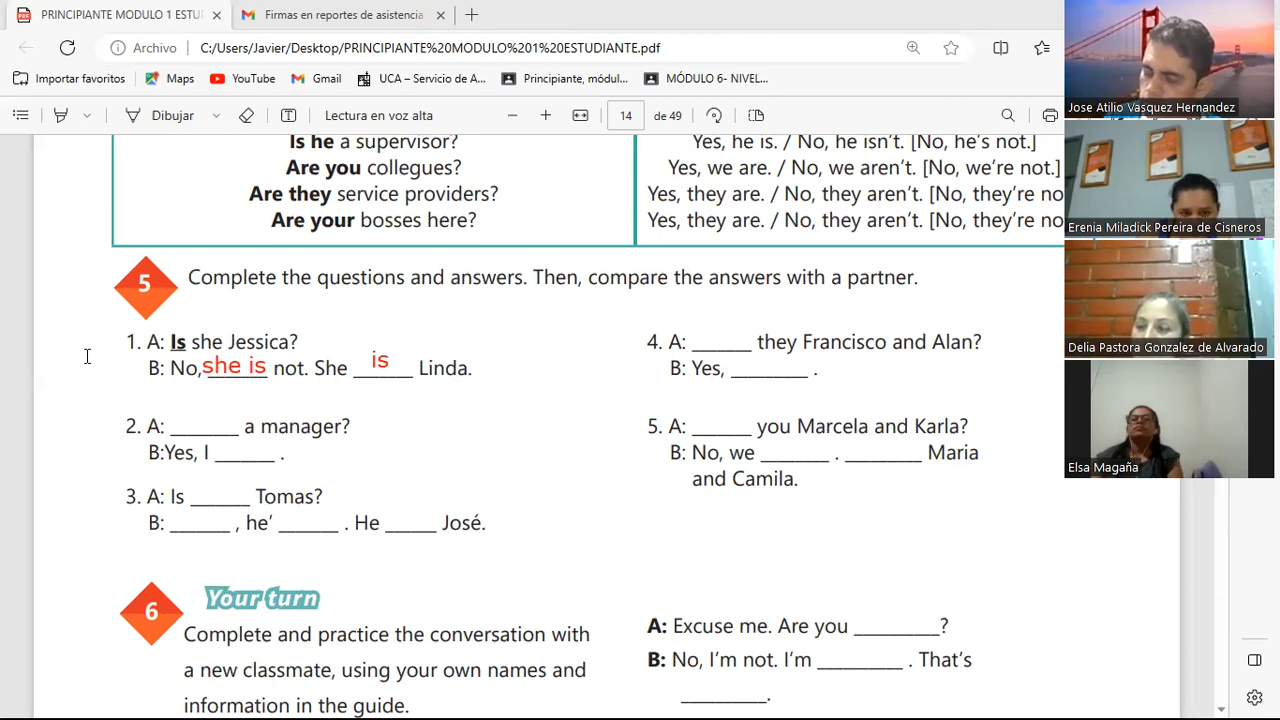 PRINCIPIANTE MODULO 1 ESTU
Firmas en reportes de asistencia
Archivo
C:/Users/Javier/Desktop/PRINCIPIANTE%20MODULO%201%20ESTUDIANTE.pdf
Importar favoritos
Maps
YouTube
Gmail
UCA – Servicio de A...
Principiante, módul...
MÓDULO 6- NIVEL...
Dibujar
Lectura en voz alta
14
de 49
Is he a supervisor?
Yes, he is. / No, he isn't. [No, he's not.]
Are you collegues?
Yes, we are. / No, we aren't. [No, we're not.]
Are they service providers?
Yes, they are. / No, they aren't. [No, they're no
Are your bosses here?
Yes, they are. / No, they aren't. [No, they're no
5
Complete the questions and answers. Then, compare the answers with a partner.
1. A: Is she Jessica?
B: No, she is not. She is Linda.
2. A: _______ a manager?
B:Yes, I ______ .
3. A: Is ______ Tomas?
B: ______ , he' ______ . He _____ José.
4. A: ______ they Francisco and Alan?
B: Yes, ________ .
5. A: ______ you Marcela and Karla?
B: No, we _______ . ________ Maria
and Camila.
6
Your turn
Complete and practice the conversation with
a new classmate, using your own names and
information in the guide.
A: Excuse me. Are you _________?
B: No, I'm not. I'm _________ . That's
_________.
Jose Atilio Vasquez Hernandez
Erenia Miladick Pereira de Cisneros
Delia Pastora Gonzalez de Alvarado
Elsa Magaña